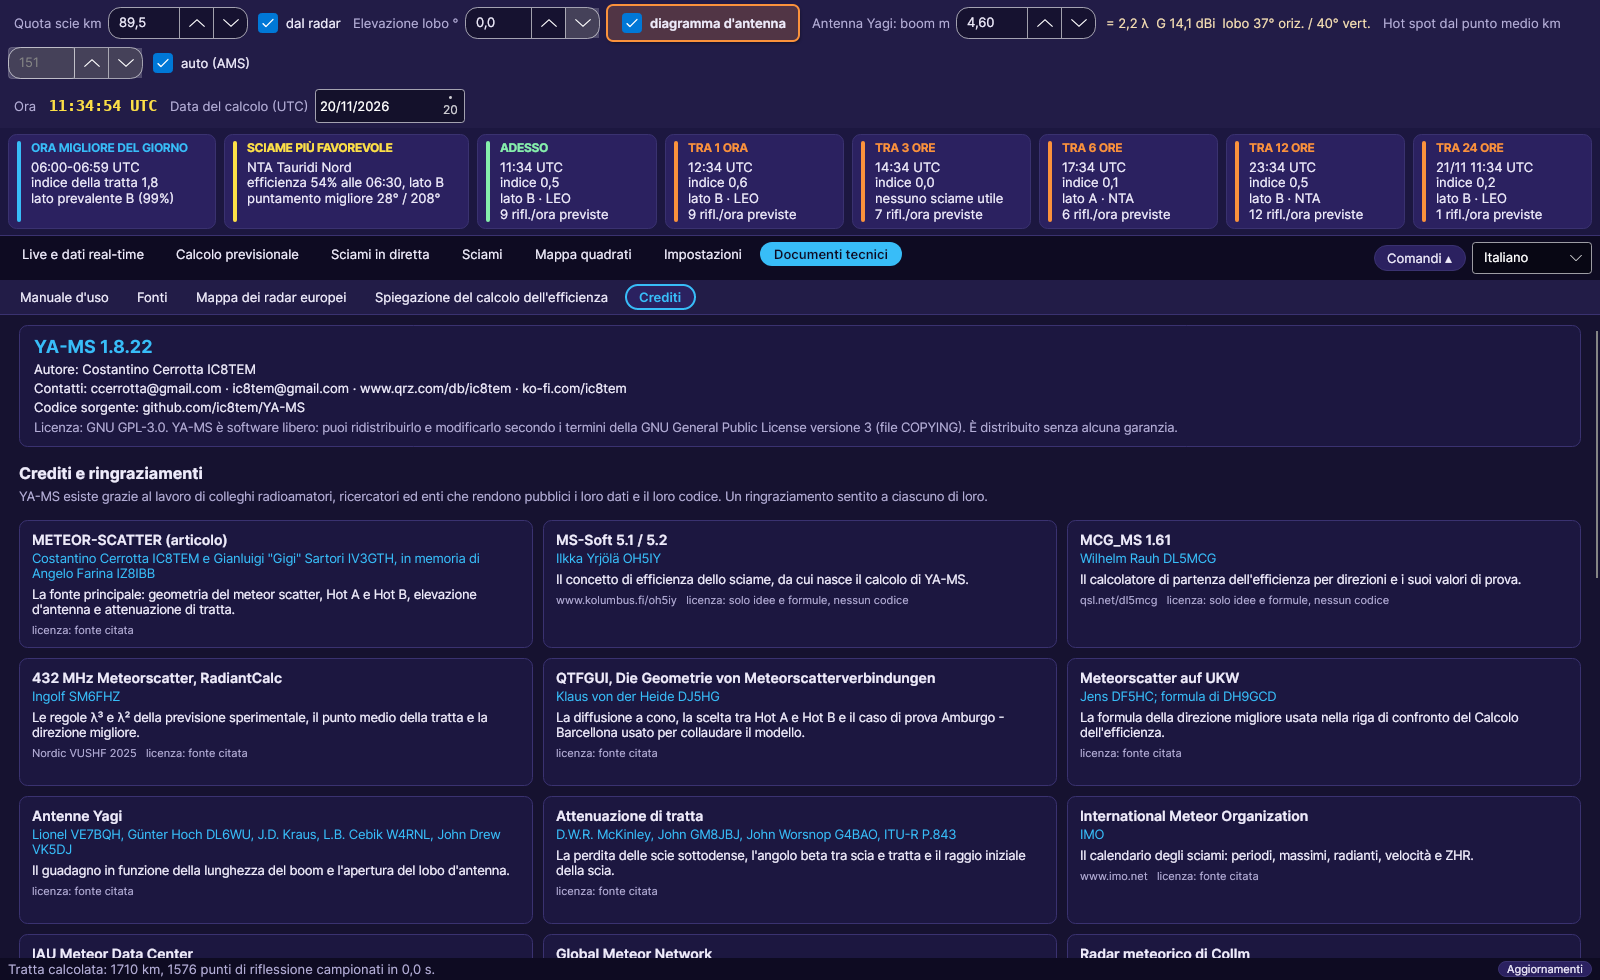 Quota scie km 89,5 dal radar Elevazione lobo ° 0,0 diagramma d'antenna Antenna Yagi: boom m 4,60 = 2,2 λ G 14,1 dBi lobo 37° oriz. / 40° vert. Hot spot dal punto medio km
151 auto (AMS)
Ora 11:34:54 UTC Data del calcolo (UTC) 20/11/2026 20
ORA MIGLIORE DEL GIORNO
06:00-06:59 UTC
indice della tratta 1,8
lato prevalente B (99%)
SCIAME PIÙ FAVOREVOLE
NTA Tauridi Nord
efficienza 54% alle 06:30, lato B
puntamento migliore 28° / 208°
ADESSO
11:34 UTC
indice 0,5
lato B · LEO
9 rifl./ora previste
TRA 1 ORA
12:34 UTC
indice 0,6
lato B · LEO
9 rifl./ora previste
TRA 3 ORE
14:34 UTC
indice 0,0
nessuno sciame utile
7 rifl./ora previste
TRA 6 ORE
17:34 UTC
indice 0,1
lato A · NTA
6 rifl./ora previste
TRA 12 ORE
23:34 UTC
indice 0,5
lato B · NTA
12 rifl./ora previste
TRA 24 ORE
21/11 11:34 UTC
indice 0,2
lato B · LEO
1 rifl./ora previste
Live e dati real-time Calcolo previsionale Sciami in diretta Sciami Mappa quadrati Impostazioni Documenti tecnici Comandi ▴ Italiano
Manuale d'uso Fonti Mappa dei radar europei Spiegazione del calcolo dell'efficienza Crediti
YA-MS 1.8.22
Autore: Costantino Cerrotta IC8TEM
Contatti: ccerrotta@gmail.com · ic8tem@gmail.com · www.qrz.com/db/ic8tem · ko-fi.com/ic8tem
Codice sorgente: github.com/ic8tem/YA-MS
Licenza: GNU GPL-3.0. YA-MS è software libero: puoi ridistribuirlo e modificarlo secondo i termini della GNU General Public License versione 3 (file COPYING). È distribuito senza alcuna garanzia.
Crediti e ringraziamenti
YA-MS esiste grazie al lavoro di colleghi radioamatori, ricercatori ed enti che rendono pubblici i loro dati e il loro codice. Un ringraziamento sentito a ciascuno di loro.
METEOR-SCATTER (articolo)
Costantino Cerrotta IC8TEM e Gianluigi "Gigi" Sartori IV3GTH, in memoria di
Angelo Farina IZ8IBB
La fonte principale: geometria del meteor scatter, Hot A e Hot B, elevazione
d'antenna e attenuazione di tratta.
licenza: fonte citata
MS-Soft 5.1 / 5.2
Ilkka Yrjölä OH5IY
Il concetto di efficienza dello sciame, da cui nasce il calcolo di YA-MS.
www.kolumbus.fi/oh5iy licenza: solo idee e formule, nessun codice
MCG_MS 1.61
Wilhelm Rauh DL5MCG
Il calcolatore di partenza dell'efficienza per direzioni e i suoi valori di prova.
qsl.net/dl5mcg licenza: solo idee e formule, nessun codice
432 MHz Meteorscatter, RadiantCalc
Ingolf SM6FHZ
Le regole λ³ e λ² della previsione sperimentale, il punto medio della tratta e la
direzione migliore.
Nordic VUSHF 2025 licenza: fonte citata
QTFGUI, Die Geometrie von Meteorscatterverbindungen
Klaus von der Heide DJ5HG
La diffusione a cono, la scelta tra Hot A e Hot B e il caso di prova Amburgo -
Barcellona usato per collaudare il modello.
licenza: fonte citata
Meteorscatter auf UKW
Jens DF5HC; formula di DH9GCD
La formula della direzione migliore usata nella riga di confronto del Calcolo
dell'efficienza.
licenza: fonte citata
Antenne Yagi
Lionel VE7BQH, Günter Hoch DL6WU, J.D. Kraus, L.B. Cebik W4RNL, John Drew
VK5DJ
Il guadagno in funzione della lunghezza del boom e l'apertura del lobo d'antenna.
licenza: fonte citata
Attenuazione di tratta
D.W.R. McKinley, John GM8JBJ, John Worsnop G4BAO, ITU-R P.843
La perdita delle scie sottodense, l'angolo beta tra scia e tratta e il raggio iniziale
della scia.
licenza: fonte citata
International Meteor Organization
IMO
Il calendario degli sciami: periodi, massimi, radianti, velocità e ZHR.
www.imo.net licenza: fonte citata
IAU Meteor Data Center
Global Meteor Network
Radar meteorico di Collm
Tratta calcolata: 1710 km, 1576 punti di riflessione campionati in 0,0 s.
Aggiornamenti